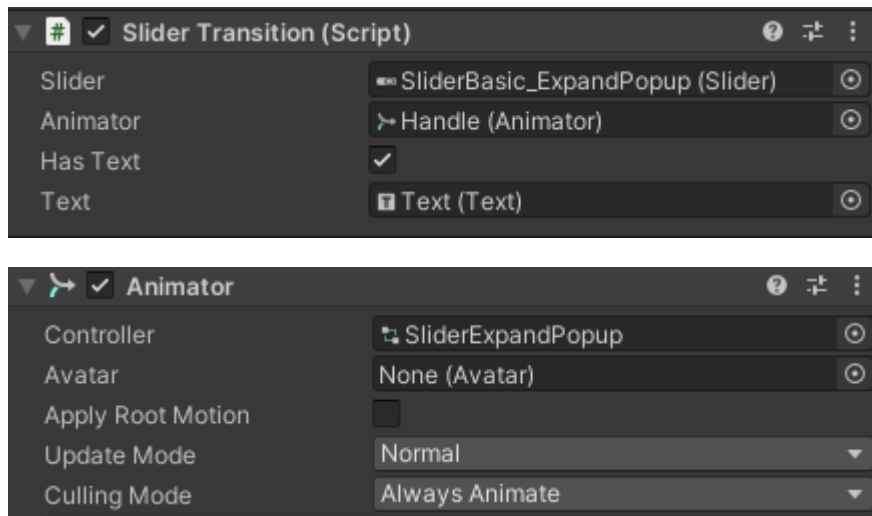 # Slider Transition (Script)
Slider SliderBasic_ExpandPopup (Slider)
Animator Handle (Animator)
Has Text
Text T Text (Text)
Animator
Controller SliderExpandPopup
Avatar None (Avatar)
Apply Root Motion
Update Mode Normal
Culling Mode Always Animate